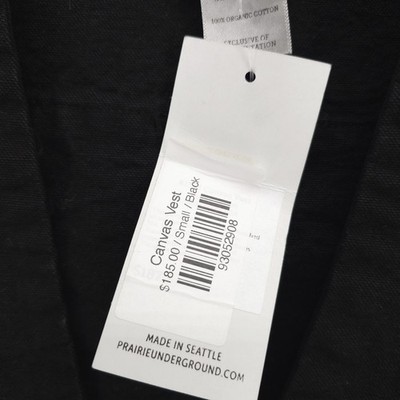 100% ORGANIC COTTON
EXCLUSIVE OF
Canvas Vest
$185.00 / Small / Black
93052908
MADE IN SEATTLE
PRAIRIEUNDERGROUND.COM